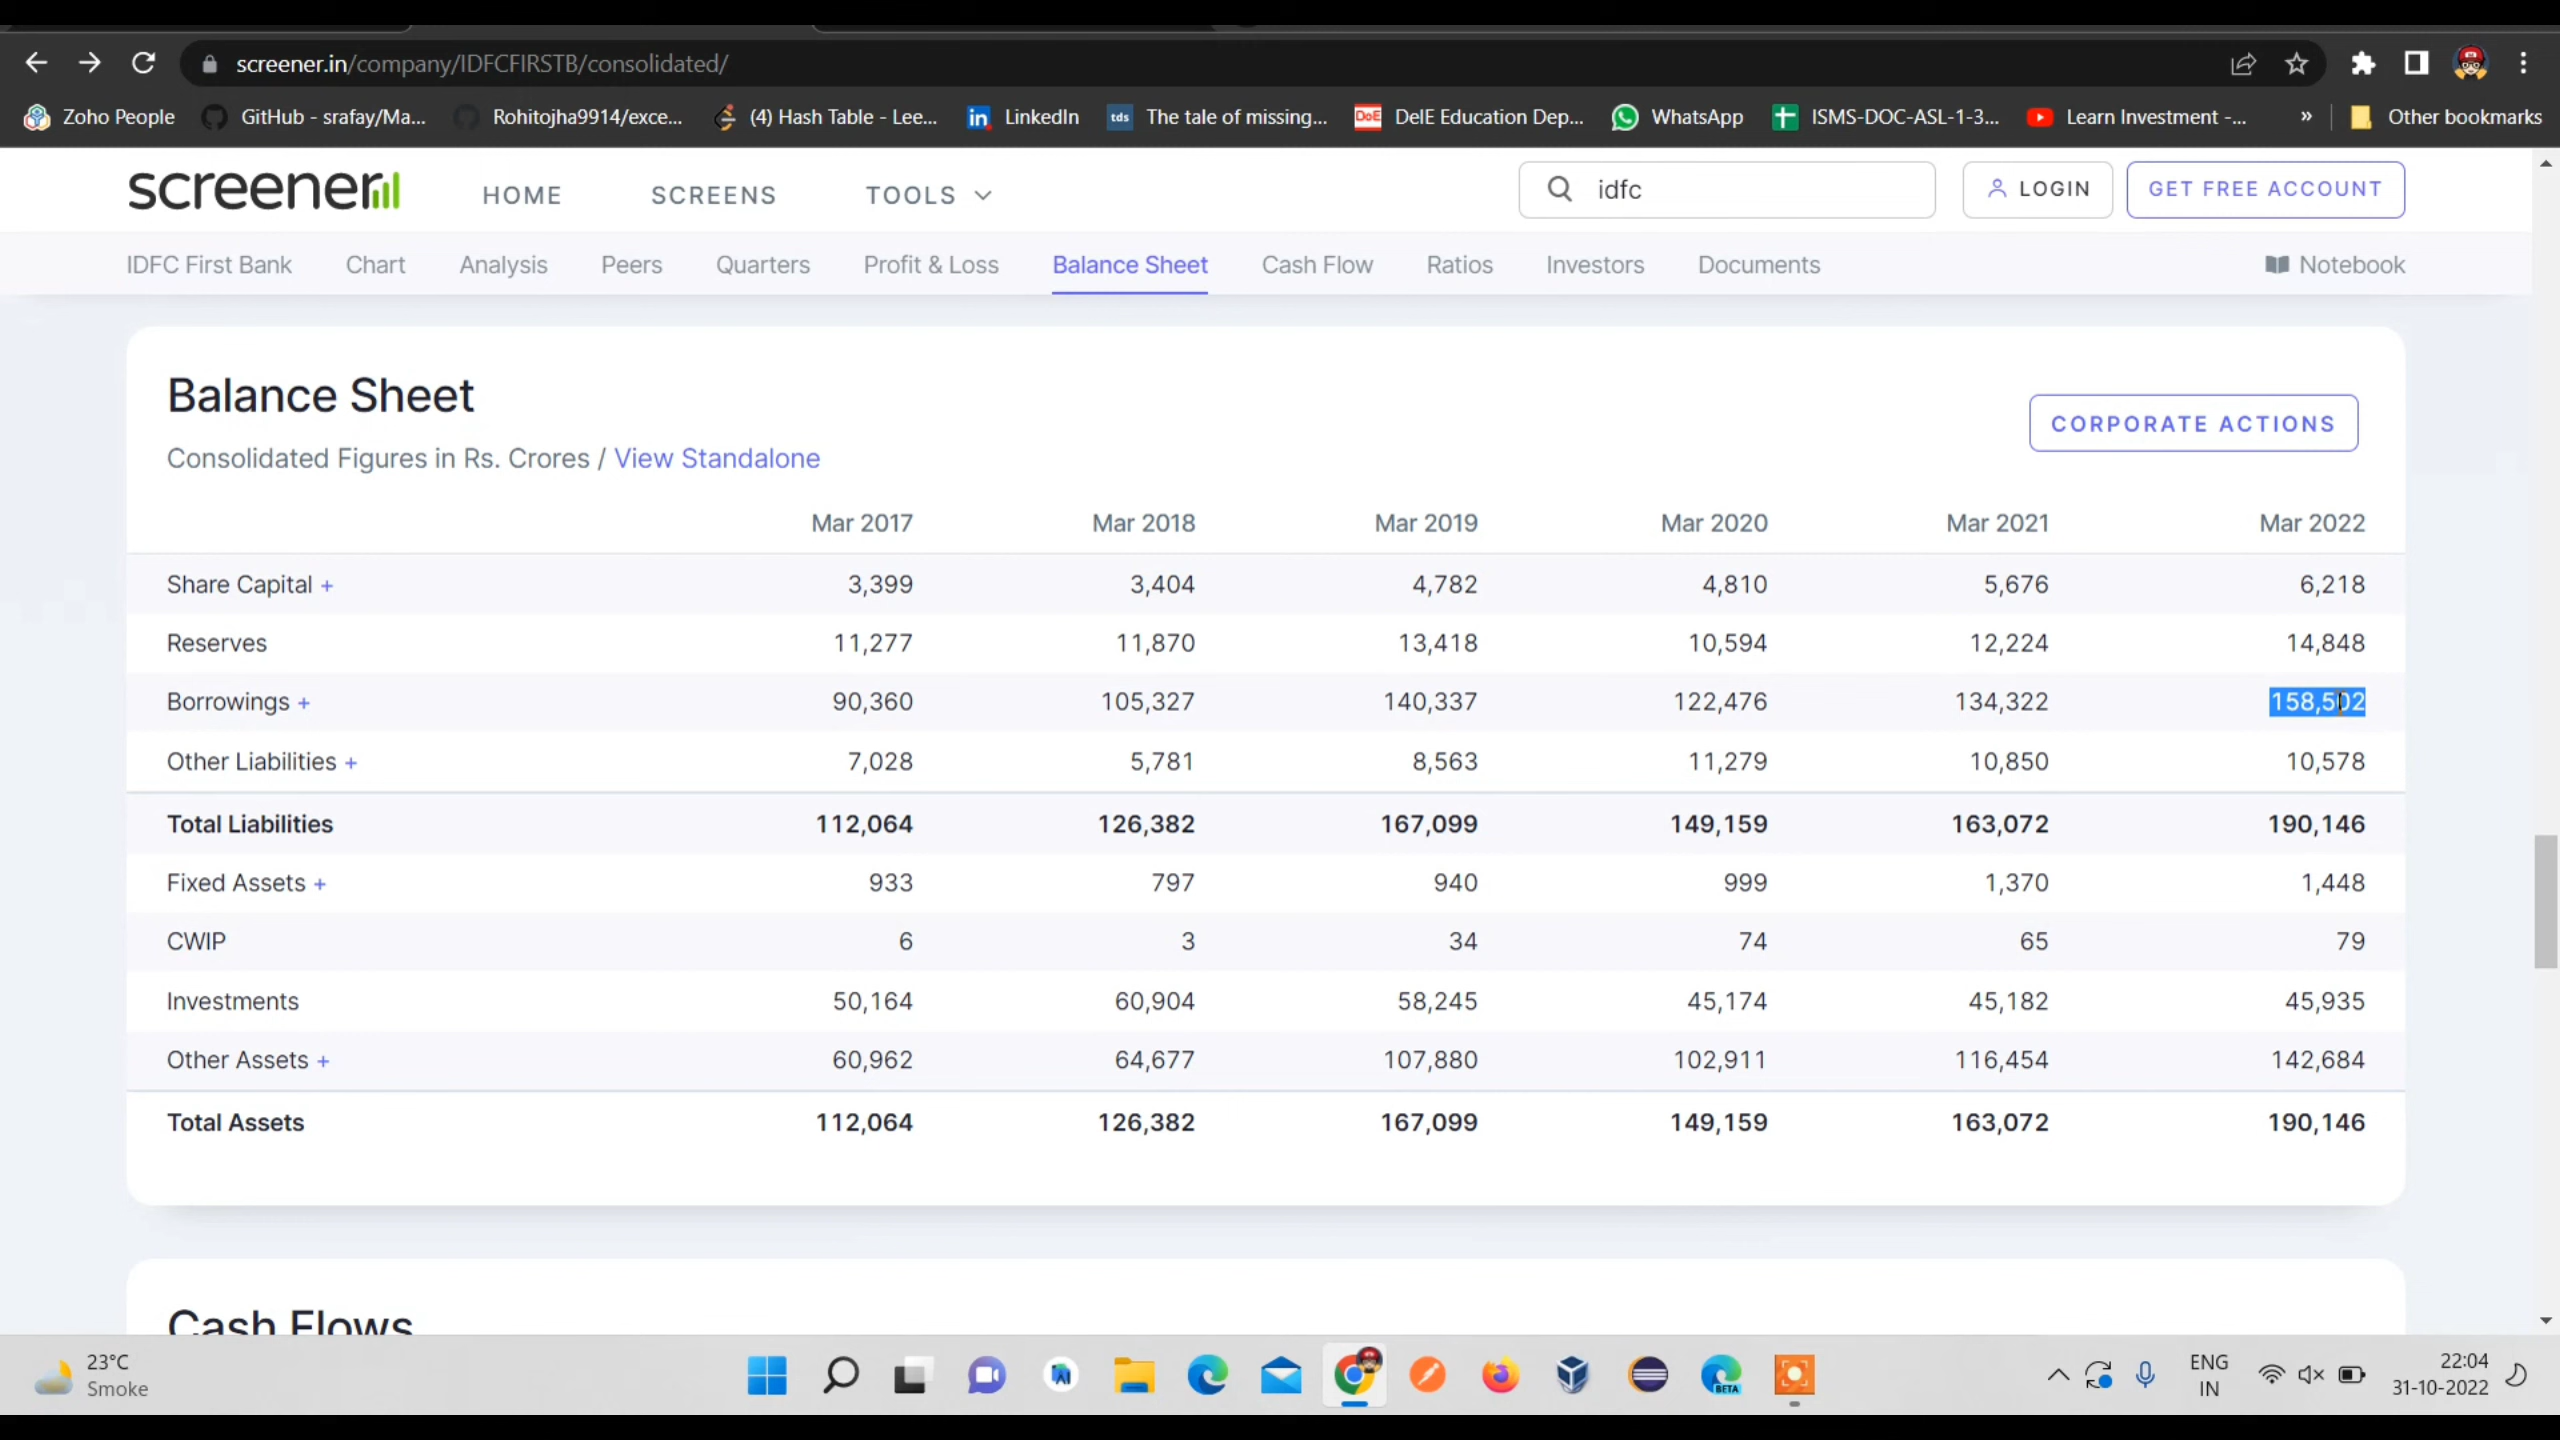 screener.in/company/IDFCFIRSTB/consolidated/
Zoho People GitHub - srafay/Ma... Rohitojha9914/exce... (4) Hash Table - Lee... in LinkedIn tds The tale of missing... DoE DelE Education Dep... WhatsApp ISMS-DOC-ASL-1-3... Learn Investment -... » Other bookmarks
screener HOME SCREENS TOOLS idfc LOGIN GET FREE ACCOUNT
IDFC First Bank Chart Analysis Peers Quarters Profit & Loss Balance Sheet Cash Flow Ratios Investors Documents Notebook
Balance Sheet
CORPORATE ACTIONS
Consolidated Figures in Rs. Crores / View Standalone
Mar 2017 Mar 2018 Mar 2019 Mar 2020 Mar 2021 Mar 2022
Share Capital + 3,399 3,404 4,782 4,810 5,676 6,218
Reserves 11,277 11,870 13,418 10,594 12,224 14,848
Borrowings + 90,360 105,327 140,337 122,476 134,322 158,502
Other Liabilities + 7,028 5,781 8,563 11,279 10,850 10,578
Total Liabilities 112,064 126,382 167,099 149,159 163,072 190,146
Fixed Assets + 933 797 940 999 1,370 1,448
CWIP 6 3 34 74 65 79
Investments 50,164 60,904 58,245 45,174 45,182 45,935
Other Assets + 60,962 64,677 107,880 102,911 116,454 142,684
Total Assets 112,064 126,382 167,099 149,159 163,072 190,146
Cash Flows
23°C
Smoke
BETA
ENG
IN
22:04
31-10-2022